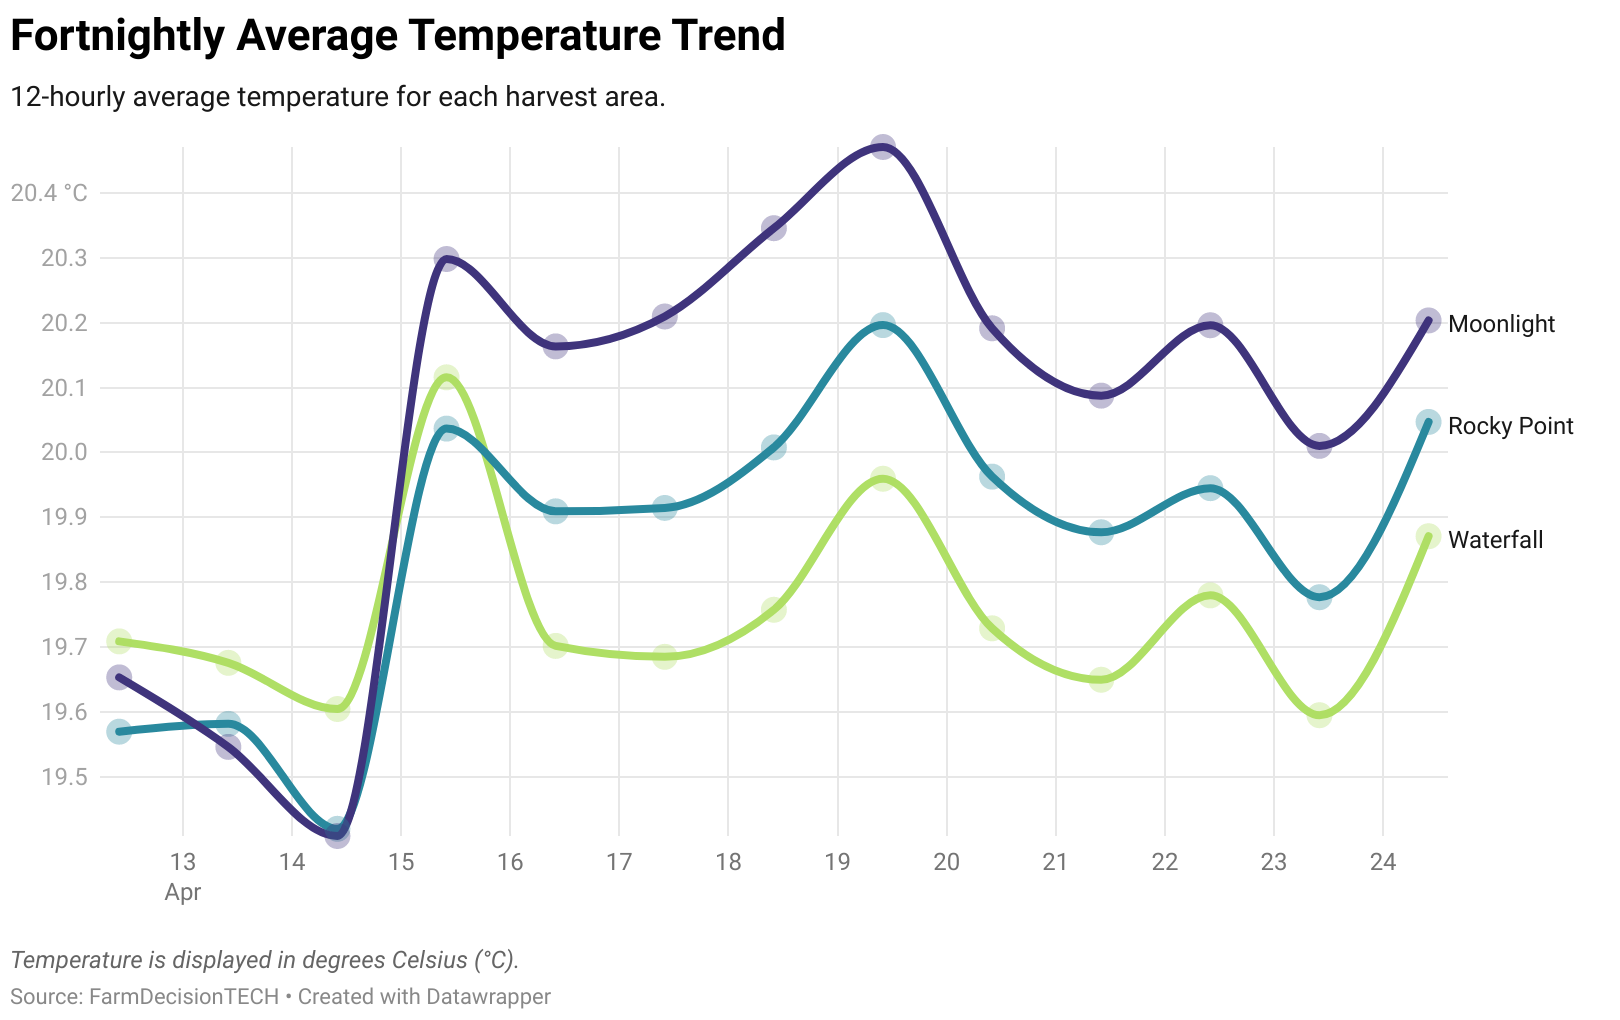 Fortnightly Average Temperature Trend
12-hourly average temperature for each harvest area.
20.4 °C
20.3
20.2
20.1
20.0
19.9
19.8
19.7
19.6
19.5
Moonlight
Rocky Point
Waterfall
13 14 15 16 17 18 19 20 21 22 23 24
Apr
Temperature is displayed in degrees Celsius (°C).
Source: FarmDecisionTECH • Created with Datawrapper